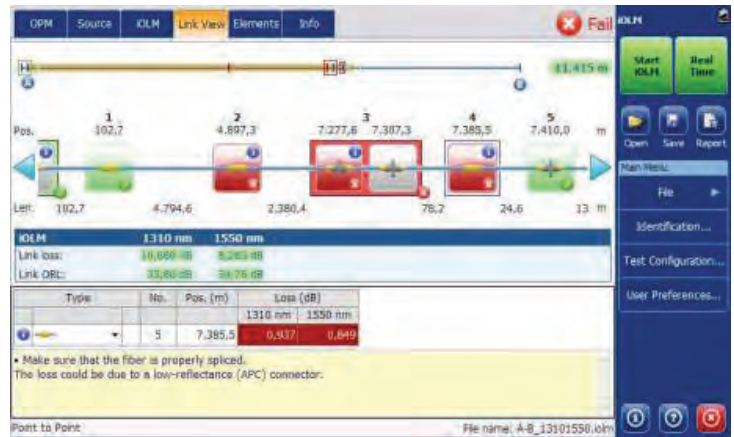 OPM Source iOLM Link View Elements Info Fail iOLM
11.415 m
Start iOLM Real Time
1 2 3 4 5
Pos. 102,7 4.897,3 7.277,6 7.307,3 7.385,5 7.410,0 m
Open Save Report
Main Menu
File
Len. 102,7 4.794,6 2.380,4 78,2 24,6 13 m
Identification...
iOLM 1310 nm 1550 nm
Link loss:
Link ORL:
Test Configuration...
User Preferences...
Type No. Pos. (m) Loss (dB)
1310 nm 1550 nm
5 7.385,5 0,937 0,849
• Make sure that the fiber is properly spliced.
The loss could be due to a low-reflectance (APC) connector.
Point to Point File name: A-B_13101550.iolm